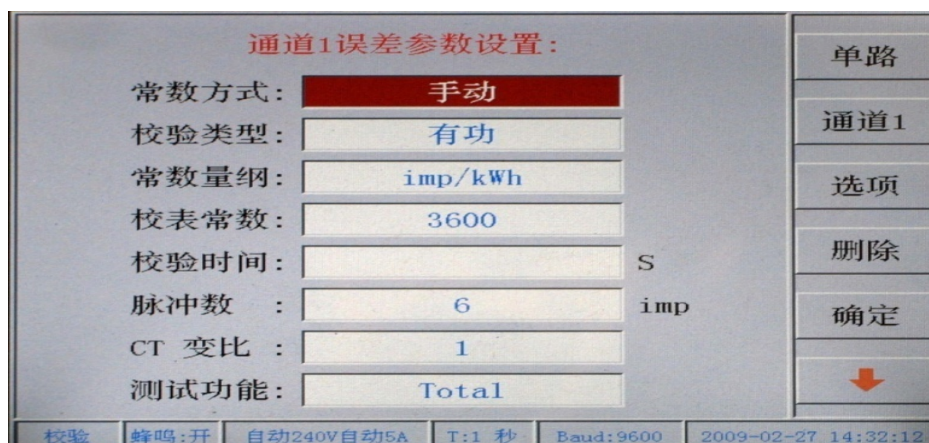 通道1误差参数设置:
常数方式: 手动
校验类型: 有功
常数量纲: imp/kWh
校表常数: 3600
校验时间: S
脉冲数 : 6 imp
CT 变比 : 1
测试功能: Total
单路
通道1
选项
删除
确定
校验 蜂鸣:开 自动240V自动5A T:1 秒 Baud:9600 2009-02-27 14:32:12